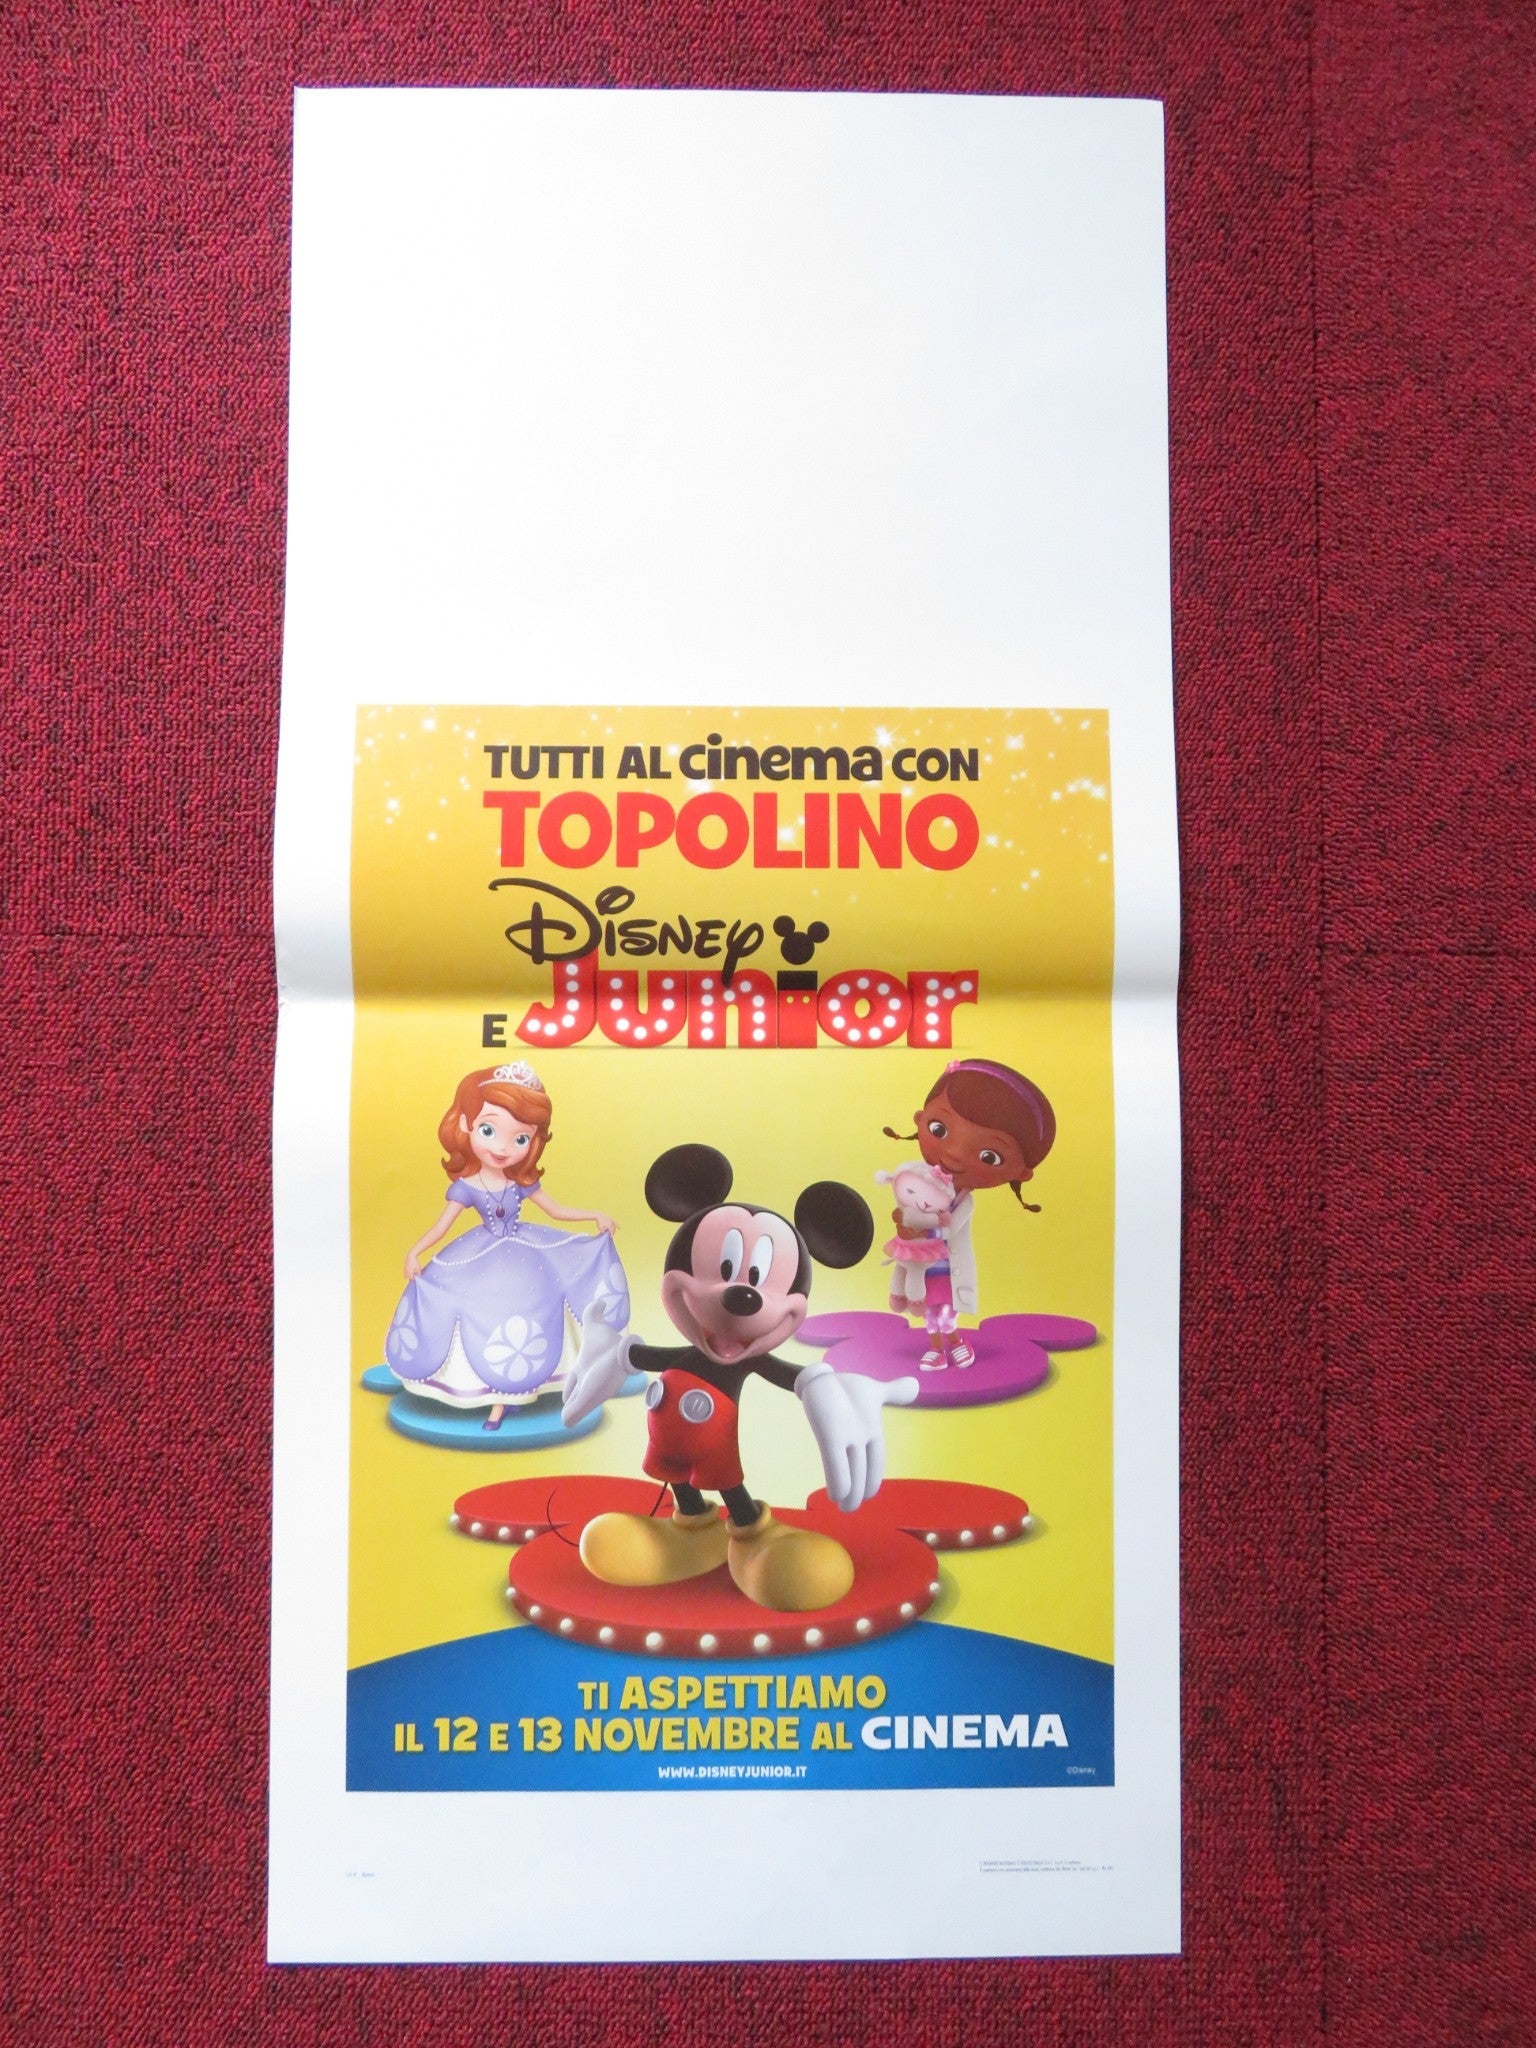 TUTTI AL cinema CON
TOPOLINO
DISNEY
E JUNIOR
TI ASPETTIAMO
IL 12 E 13 NOVEMBRE AL CINEMA
WWW.DISNEYJUNIOR.IT
©Disney